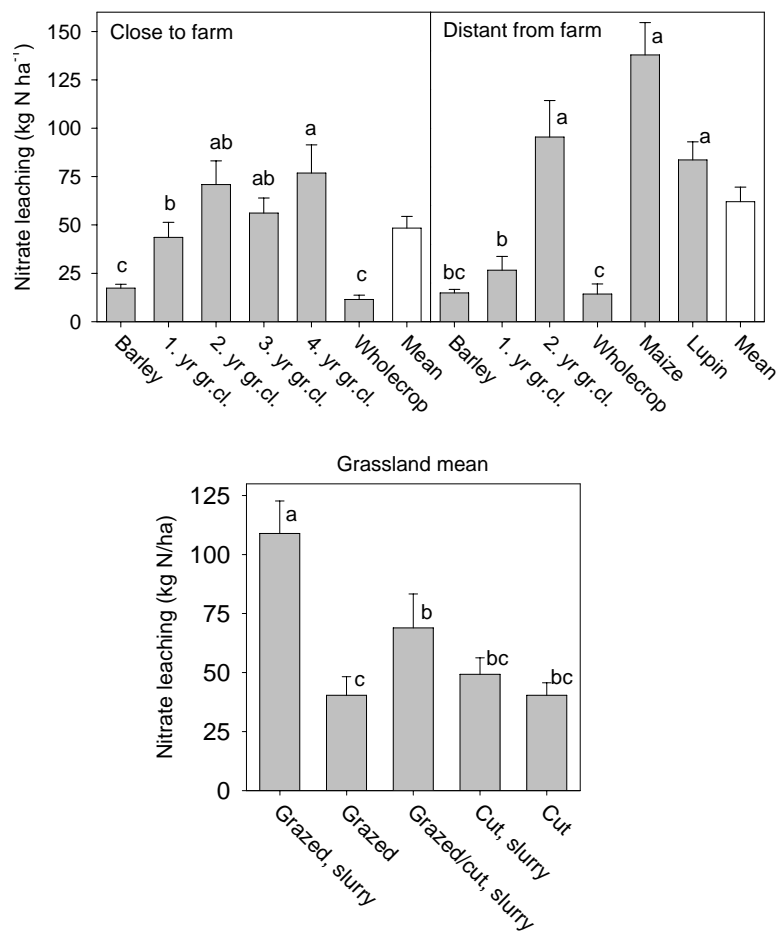 Close to farm
Distant from farm
Nitrate leaching (kg N ha⁻¹)
150
125
100
75
50
25
0
c
b
ab
ab
a
c
bc
b
a
c
a
a
Barley
1. yr gr.cl.
2. yr gr.cl.
3. yr gr.cl.
4. yr gr.cl.
Wholecrop
Mean
Barley
1. yr gr.cl.
2. yr gr.cl.
Wholecrop
Maize
Lupin
Mean
Grassland mean
Nitrate leaching (kg N/ha)
125
100
75
50
25
0
a
c
b
bc
bc
Grazed, slurry
Grazed
Grazed/cut, slurry
Cut, slurry
Cut